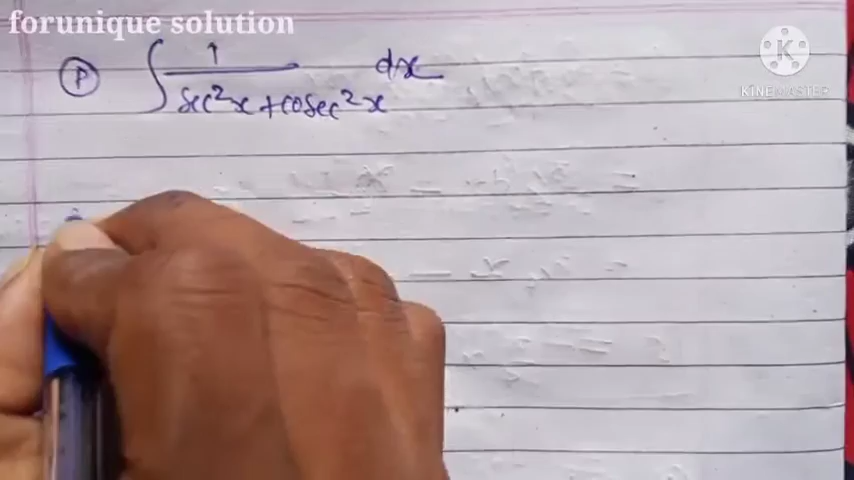 forunique solution
Ⓟ ∫ 1 / sec²x + cosec²x dx
K
KINEMASTER